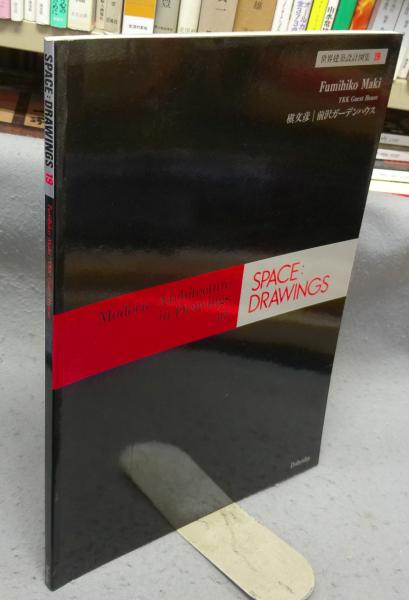 SPACE: DRAWINGS 19
世界建築設計図集 19
Fumihiko Maki
YKK Guest House
槇文彦 | 前沢ガーデンハウス
Modern Architecture
in Drawings
19
SPACE:
DRAWINGS
Dohosha